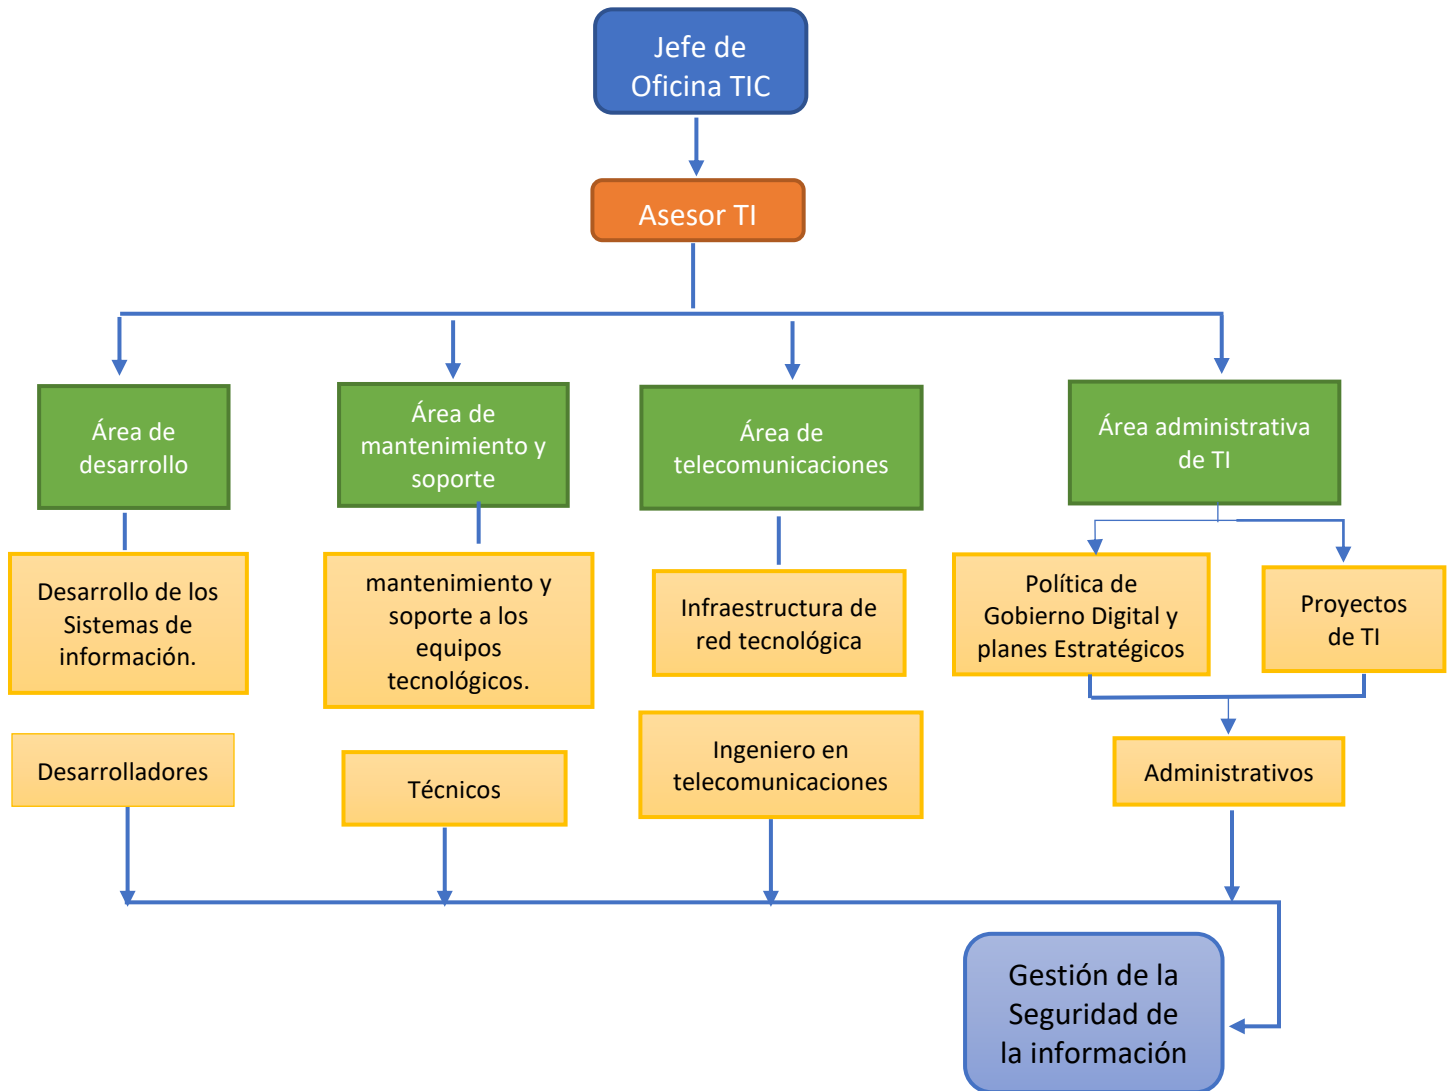 Jefe de
Oficina TIC
Asesor TI
Área de
desarrollo
Área de
mantenimiento y
soporte
Área de
telecomunicaciones
Área administrativa
de TI
Desarrollo de los
Sistemas de
información.
mantenimiento y
soporte a los
equipos
tecnológicos.
Infraestructura de
red tecnológica
Política de
Gobierno Digital y
planes Estratégicos
Proyectos
de TI
Desarrolladores
Técnicos
Ingeniero en
telecomunicaciones
Administrativos
Gestión de la
Seguridad de
la información